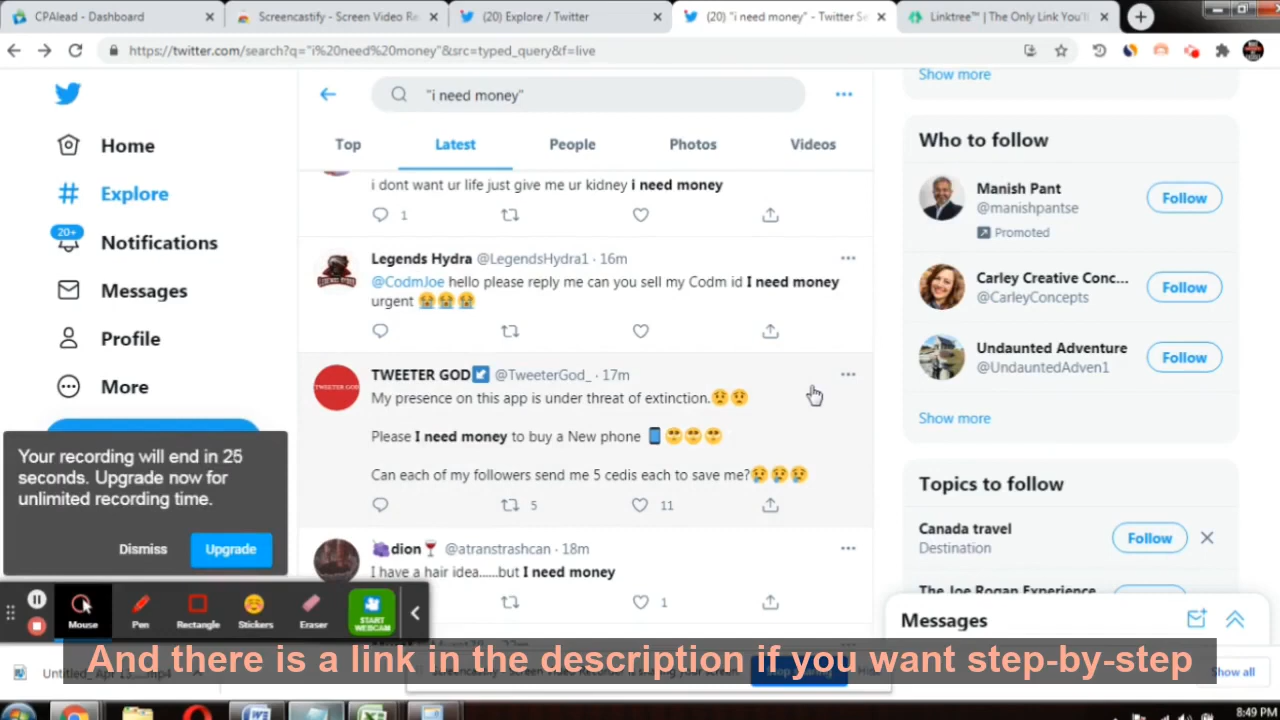 CPAlead - Dashboard
Screencastify - Screen Video Re
(20) Explore / Twitter
(20) "i need money" - Twitter Se
Linktree™ | The Only Link You'l
https://twitter.com/search?q="i%20need%20money"&src=typed_query&f=live
"i need money"
Top
Latest
People
Photos
Videos
Home
Explore
20+
Notifications
Messages
Profile
More
i dont want ur life just give me ur kidney i need money
1
Legends Hydra @LegendsHydra1 · 16m
@CodmJoe hello please reply me can you sell my Codm id I need money
urgent 😭😭😭
TWEETER GOD
TWEETER GOD↙️ @TweeterGod_ · 17m
My presence on this app is under threat of extinction.😟😟
Please I need money to buy a New phone 📱🥺🥺🥺
Can each of my followers send me 5 cedis each to save me?😢😢😢
5
11
🍇dion🍷 @atranstrashcan · 18m
I have a hair idea......but I need money
1
Show more
Who to follow
Manish Pant
@manishpantse
Follow
Promoted
Carley Creative Conc...
@CarleyConcepts
Follow
Undaunted Adventure
@UndauntedAdven1
Follow
Show more
Topics to follow
Canada travel
Destination
Follow
The Joe Rogan Experience
Messages
Your recording will end in 25
seconds. Upgrade now for
unlimited recording time.
Dismiss
Upgrade
Mouse
Pen
Rectangle
Stickers
Eraser
START
WEBCAM
And there is a link in the description if you want step-by-step
Show all
8:49 PM